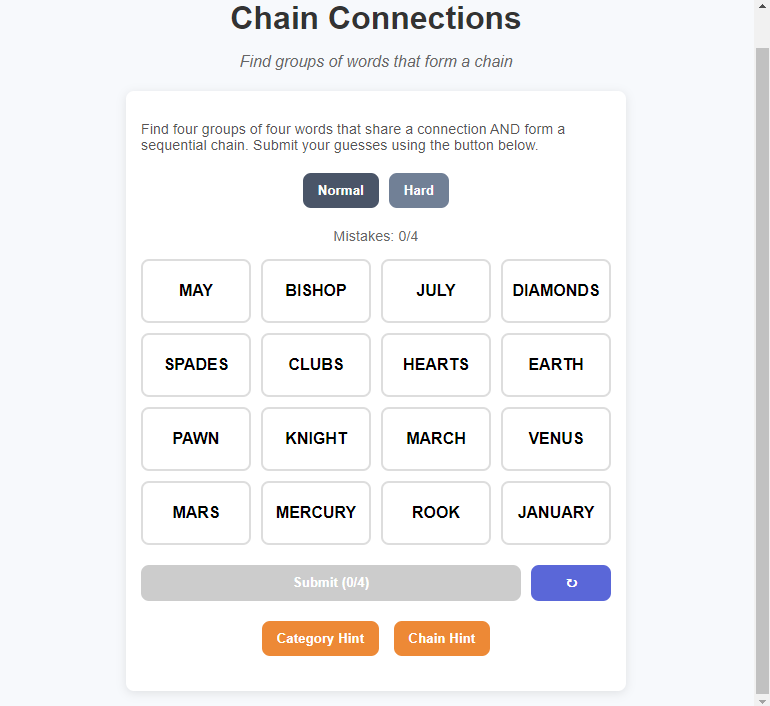 Chain Connections
Find groups of words that form a chain
Find four groups of four words that share a connection AND form a
sequential chain. Submit your guesses using the button below.
Normal Hard
Mistakes: 0/4
MAY BISHOP JULY DIAMONDS
SPADES CLUBS HEARTS EARTH
PAWN KNIGHT MARCH VENUS
MARS MERCURY ROOK JANUARY
Submit (0/4) ↻
Category Hint Chain Hint